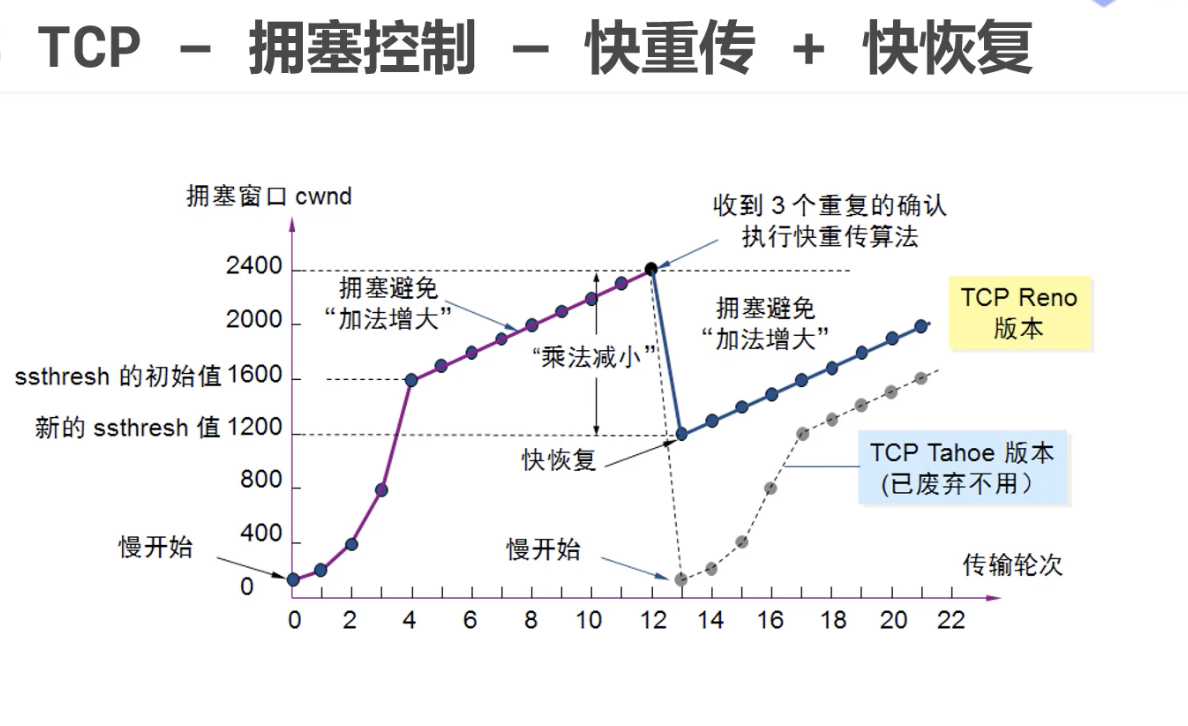 TCP - 拥塞控制 - 快重传 + 快恢复
拥塞窗口 cwnd
收到 3 个重复的确认
执行快重传算法
2400
拥塞避免
“加法增大”
拥塞避免
“加法增大”
TCP Reno
版本
2000
“乘法减小”
ssthresh 的初始值 1600
新的 ssthresh 值 1200
快恢复
TCP Tahoe 版本
(已废弃不用）
800
400
慢开始
慢开始
传输轮次
0
0 2 4 6 8 10 12 14 16 18 20 22